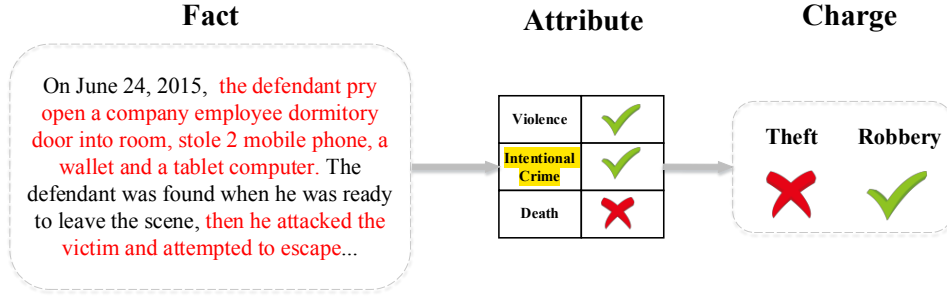 Fact
Attribute
Charge
On June 24, 2015, the defendant pry
open a company employee dormitory
door into room, stole 2 mobile phone, a
wallet and a tablet computer. The
defendant was found when he was ready
to leave the scene, then he attacked the
victim and attempted to escape...
Violence
Intentional
Crime
Death
Theft Robbery